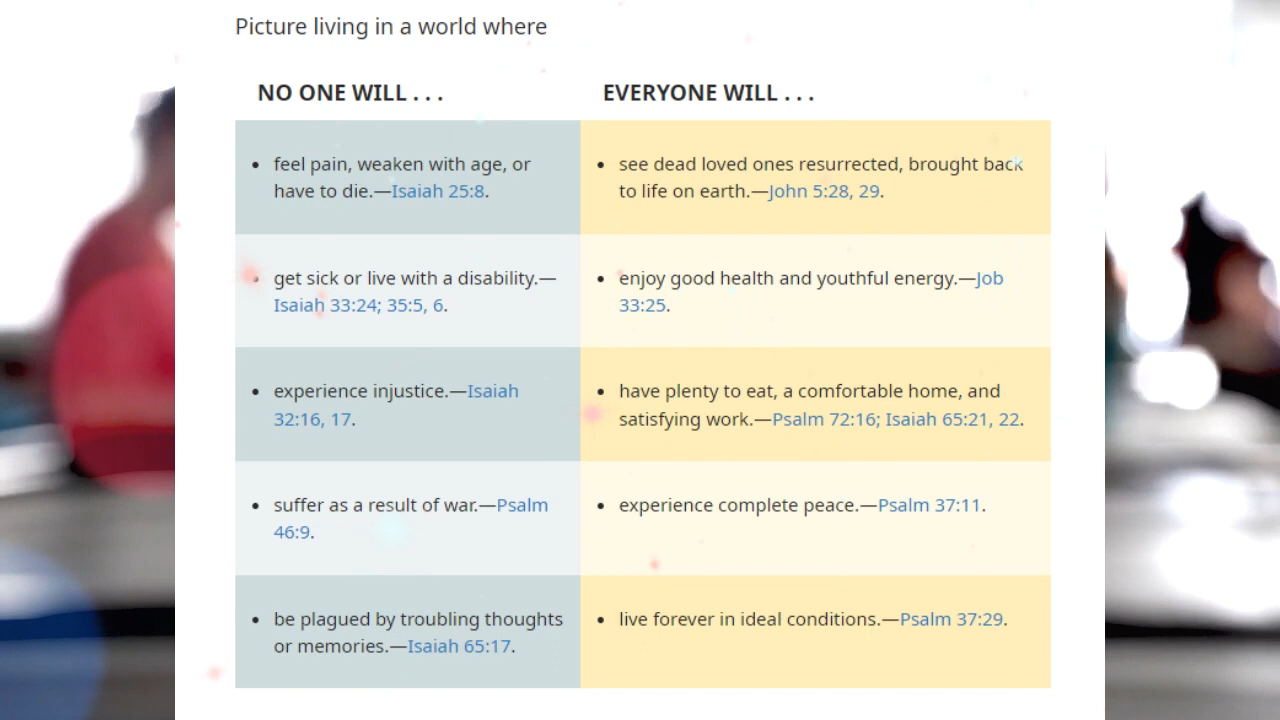 Picture living in a world where
NO ONE WILL . . .
EVERYONE WILL . . .
• feel pain, weaken with age, or
have to die.—Isaiah 25:8.
• see dead loved ones resurrected, brought back
to life on earth.—John 5:28, 29.
• get sick or live with a disability.—
Isaiah 33:24; 35:5, 6.
• enjoy good health and youthful energy.—Job
33:25.
• experience injustice.—Isaiah
32:16, 17.
• have plenty to eat, a comfortable home, and
satisfying work.—Psalm 72:16; Isaiah 65:21, 22.
• suffer as a result of war.—Psalm
46:9.
• experience complete peace.—Psalm 37:11.
• be plagued by troubling thoughts
or memories.—Isaiah 65:17.
• live forever in ideal conditions.—Psalm 37:29.